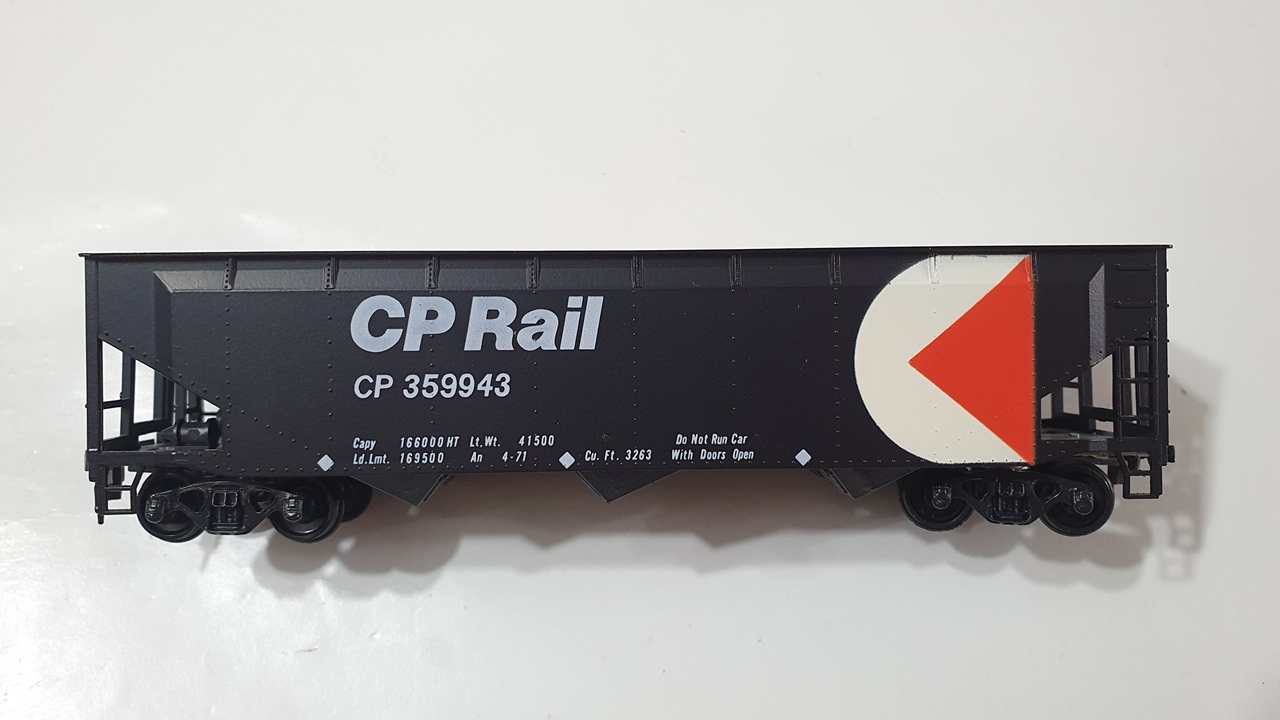 CP Rail
CP 359943
Capy 166000 HT Lt.Wt. 41500
Ld.Lmt. 169500 An 4-71 Cu. Ft. 3263
Do Not Run Car
With Doors Open